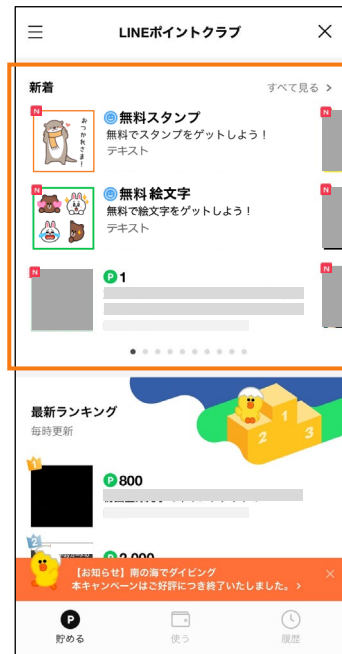 LINEポイントクラブ
新着
すべて見る >
N
おつかれさま!
無料スタンプ
無料でスタンプをゲットしよう！
テキスト
N
無料 絵文字
無料で絵文字をゲットしよう！
テキスト
N
P 1
N
N
N
最新ランキング
毎時更新
1
2
3
1
P 800
2
P 2,000
【お知らせ】南の海でダイビング
本キャンペーンはご好評につき終了いたしました。 >
P
貯める
使う
履歴